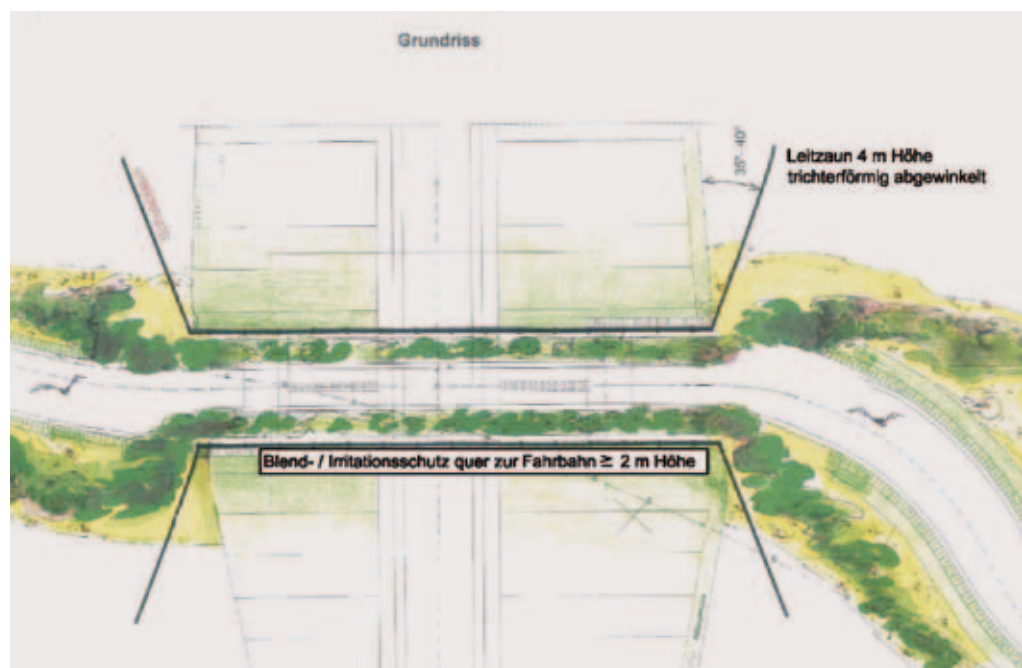 Grundriss
35°- 40°
Leitzaun 4 m Höhe
trichterförmig abgewinkelt
Blend- / Irritationsschutz quer zur Fahrbahn ≥ 2 m Höhe